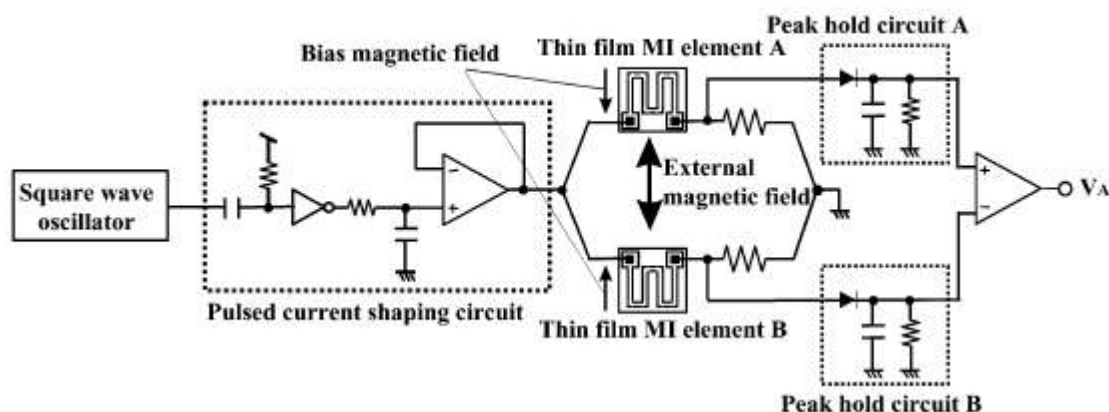 Peak hold circuit A
Thin film MI element A
Bias magnetic field
External
magnetic field
Square wave
oscillator
+
-
+
-
V_A
Pulsed current shaping circuit
Thin film MI element B
Peak hold circuit B